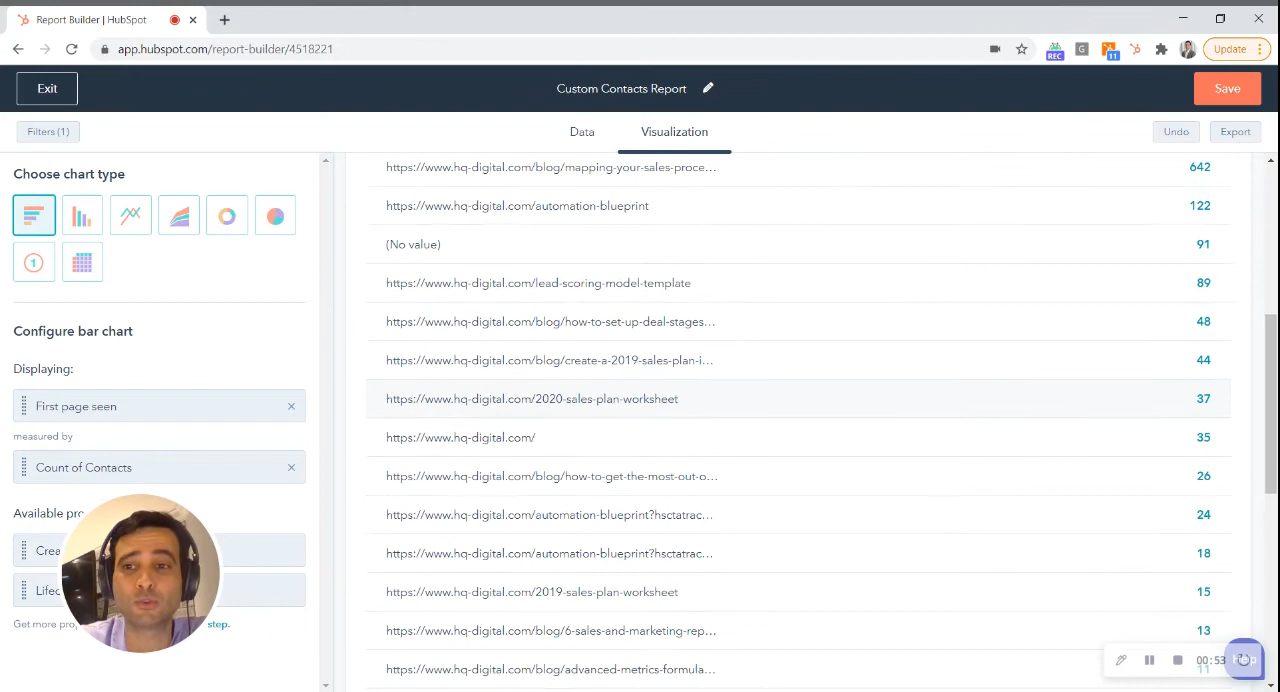 Report Builder | HubSpot
app.hubspot.com/report-builder/4518221
REC
G
11
Update
Exit
Custom Contacts Report
Save
Filters (1)
Data
Visualization
Undo
Export
Choose chart type
1
Configure bar chart
Displaying:
First page seen
measured by
Count of Contacts
Available pro
Crea
Lifec
Get more pro
step.
https://www.hq-digital.com/blog/mapping-your-sales-proce... 642
https://www.hq-digital.com/automation-blueprint 122
(No value) 91
https://www.hq-digital.com/lead-scoring-model-template 89
https://www.hq-digital.com/blog/how-to-set-up-deal-stages... 48
https://www.hq-digital.com/blog/create-a-2019-sales-plan-i... 44
https://www.hq-digital.com/2020-sales-plan-worksheet 37
https://www.hq-digital.com/ 35
https://www.hq-digital.com/blog/how-to-get-the-most-out-o... 26
https://www.hq-digital.com/automation-blueprint?hsctatrac... 24
https://www.hq-digital.com/automation-blueprint?hsctatrac... 18
https://www.hq-digital.com/2019-sales-plan-worksheet 15
https://www.hq-digital.com/blog/6-sales-and-marketing-rep... 13
https://www.hq-digital.com/blog/advanced-metrics-formula... 11
00:53
Help